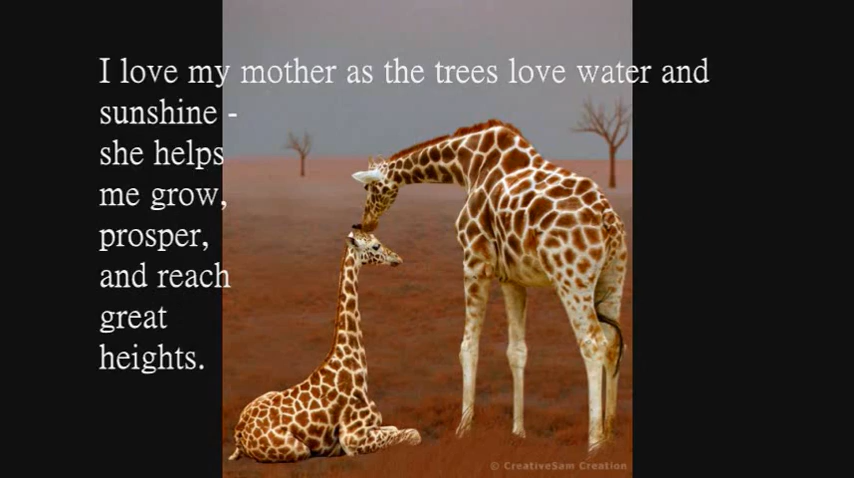 I love my mother as the trees love water and
sunshine -
she helps
me grow,
prosper,
and reach
great
heights.
© CreativeSam Creation